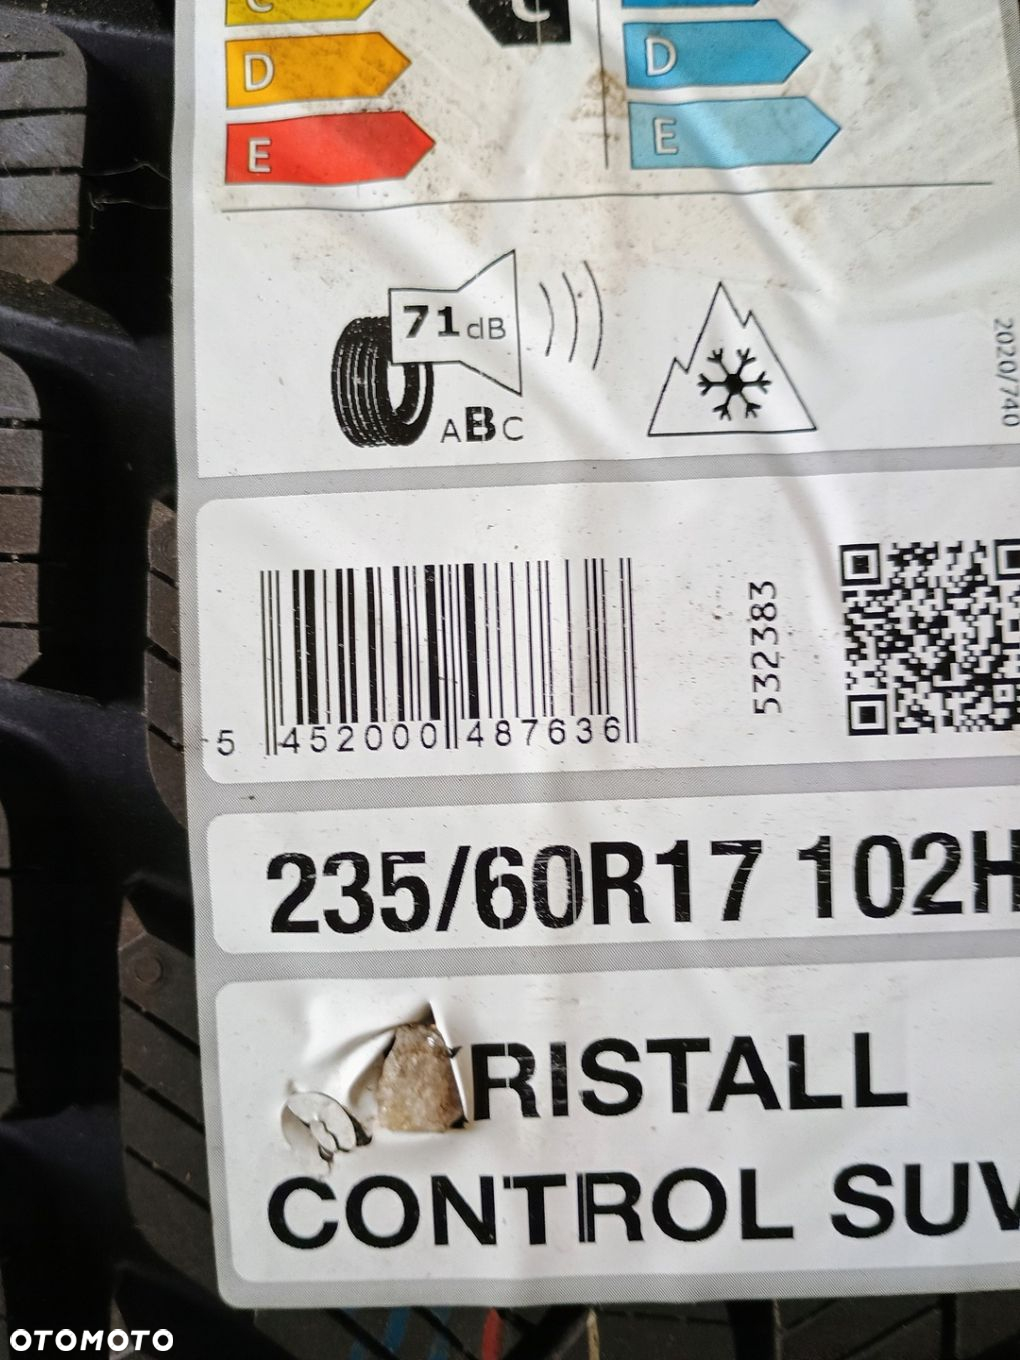 C
C
D
D
E
E
71 dB
ABC
2020/740
5 452000 487636
532383
235/60R17 102H
RISTALL
CONTROL SUV
OTOMOTO